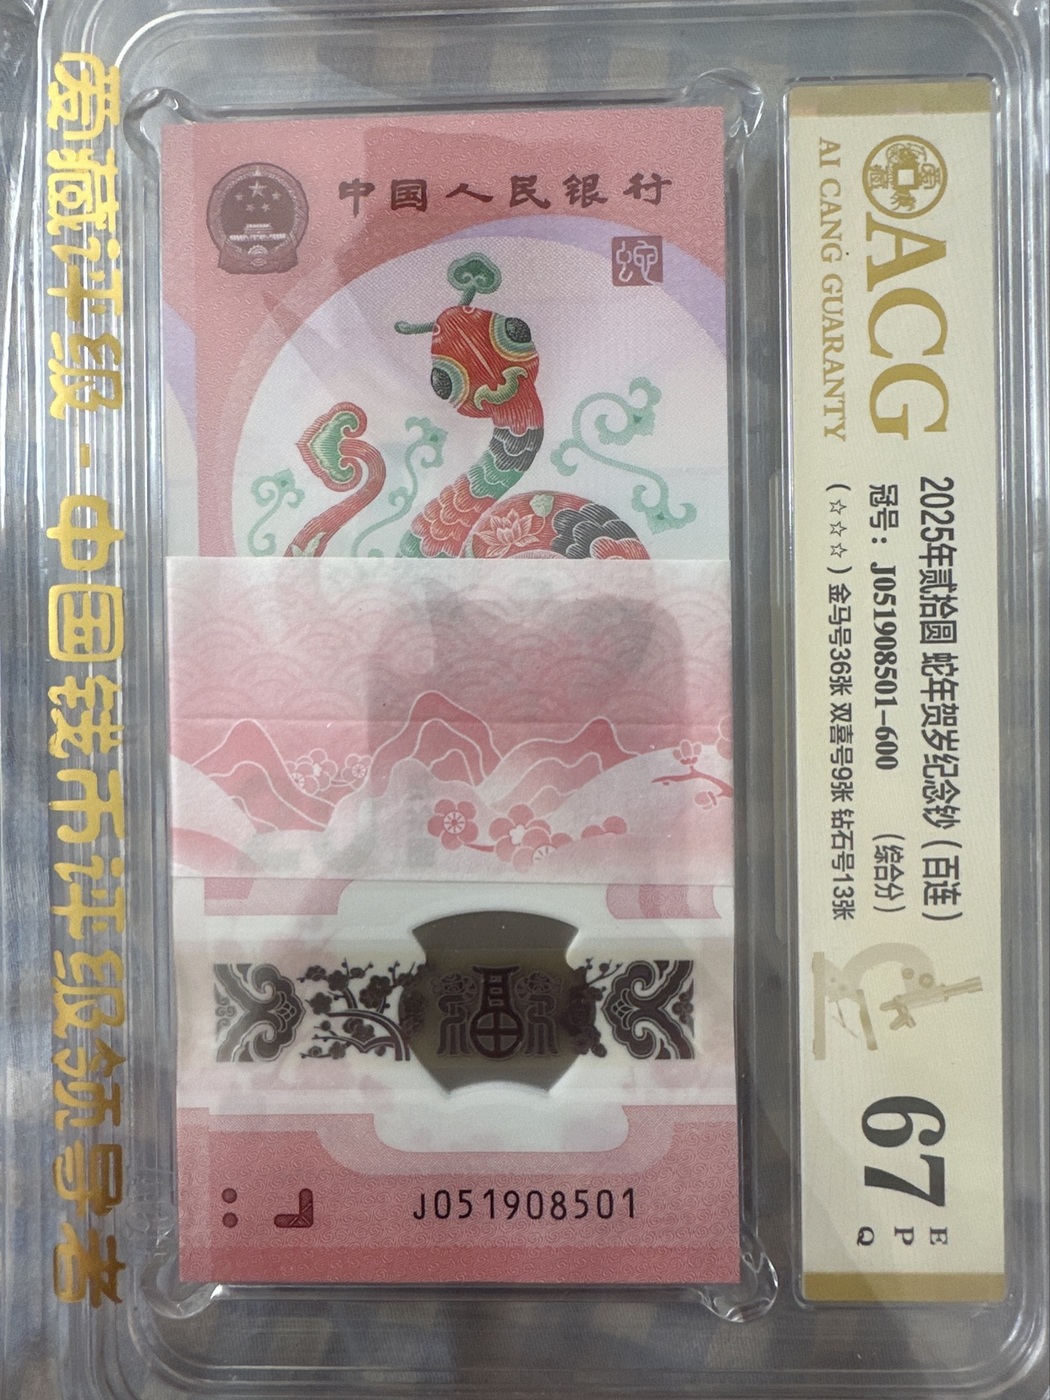 爱藏评级-中国钱币评级领导者
中国人民银行
蛇
福
J051908501
ACG
AI CANG GUARANTY
2025年贰拾圆 蛇年贺岁纪念钞（百连）
冠号：J051908501-600 （综合分）
（☆☆☆）金马号36张 双喜号9张 钻石号13张
67
EPQ